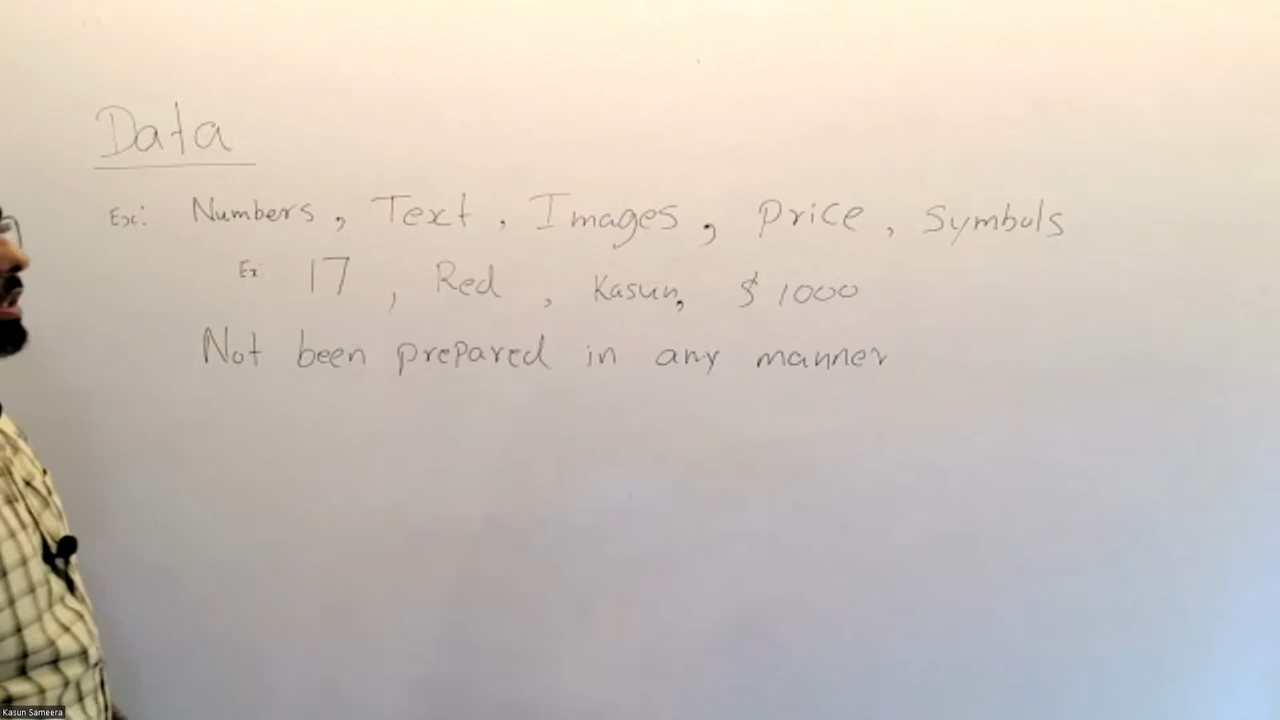 Data
Ex: Numbers, Text, Images, Price, Symbols
Ex: 17, Red, Kasun, $ 1000
Not been prepared in any manner
Kasun Sameera